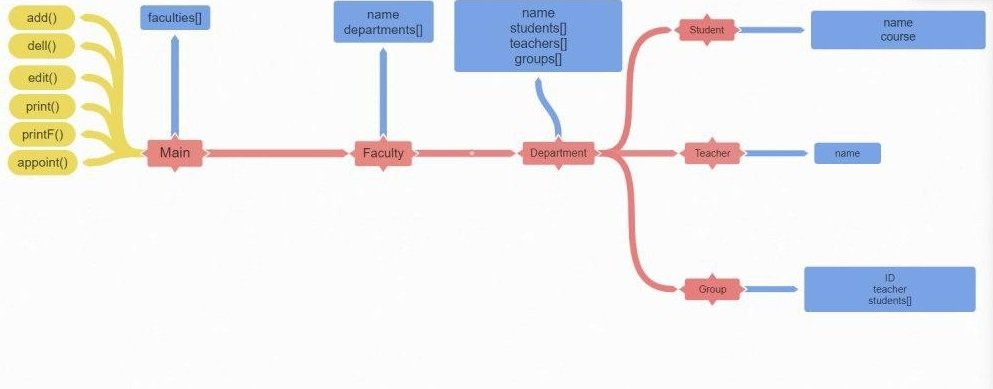 add()
dell()
edit()
print()
printF()
appoint()
faculties[]
Main
name
departments[]
Faculty
name
students[]
teachers[]
groups[]
Department
Student
name
course
Teacher
name
Group
ID
teacher
students[]